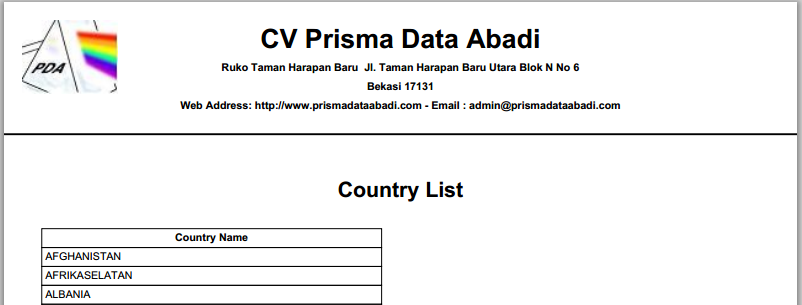 PDA
CV Prisma Data Abadi
Ruko Taman Harapan Baru  Jl. Taman Harapan Baru Utara Blok N No 6
Bekasi 17131
Web Address: http://www.prismadataabadi.com - Email : admin@prismadataabadi.com
Country List
Country Name
AFGHANISTAN
AFRIKASELATAN
ALBANIA